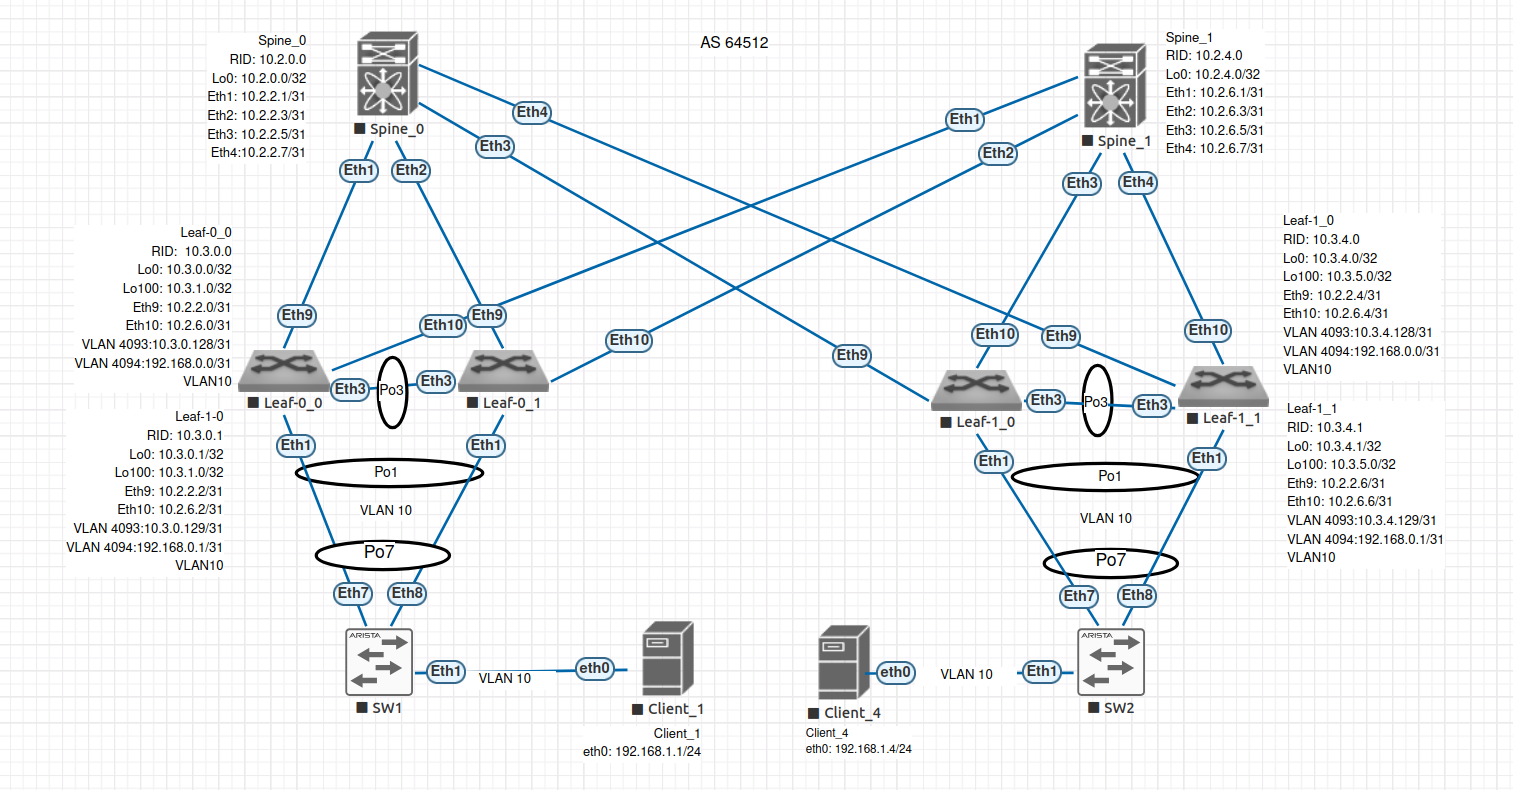 AS 64512
Spine_0
RID: 10.2.0.0
Lo0: 10.2.0.0/32
Eth1: 10.2.2.1/31
Eth2: 10.2.2.3/31
Eth3: 10.2.2.5/31
Eth4:10.2.2.7/31
Spine_0
Eth1
Eth2
Eth3
Eth4
Spine_1
RID: 10.2.4.0
Lo0: 10.2.4.0/32
Eth1: 10.2.6.1/31
Eth2: 10.2.6.3/31
Eth3: 10.2.6.5/31
Eth4: 10.2.6.7/31
Spine_1
Eth1
Eth2
Eth3
Eth4
Leaf-0_0
RID: 10.3.0.0
Lo0: 10.3.0.0/32
Lo100: 10.3.1.0/32
Eth9: 10.2.2.0/31
Eth10: 10.2.6.0/31
VLAN 4093:10.3.0.128/31
VLAN 4094:192.168.0.0/31
VLAN10
Leaf-1-0
RID: 10.3.0.1
Lo0: 10.3.0.1/32
Lo100: 10.3.1.0/32
Eth9: 10.2.2.2/31
Eth10: 10.2.6.2/31
VLAN 4093:10.3.0.129/31
VLAN 4094:192.168.0.1/31
VLAN10
Eth9
Eth10
Eth9
Eth10
Eth3
Po3
Eth3
Leaf-0_0
Leaf-0_1
Eth1
Eth1
Po1
VLAN 10
Po7
Eth7
Eth8
ARISTA
SW1
Eth1
VLAN 10
eth0
Client_1
Client_1
eth0: 192.168.1.1/24
Leaf-1_0
RID: 10.3.4.0
Lo0: 10.3.4.0/32
Lo100: 10.3.5.0/32
Eth9: 10.2.2.4/31
Eth10: 10.2.6.4/31
VLAN 4093:10.3.4.128/31
VLAN 4094:192.168.0.0/31
VLAN10
Leaf-1_1
RID: 10.3.4.1
Lo0: 10.3.4.1/32
Lo100: 10.3.5.0/32
Eth9: 10.2.2.6/31
Eth10: 10.2.6.6/31
VLAN 4093:10.3.4.129/31
VLAN 4094:192.168.0.1/31
VLAN10
Eth9
Eth10
Eth9
Eth10
Eth3
Po3
Eth3
Leaf-1_0
Leaf-1_1
Eth1
Eth1
Po1
VLAN 10
Po7
Eth7
Eth8
ARISTA
SW2
eth0
VLAN 10
Eth1
Client_4
Client_4
eth0: 192.168.1.4/24